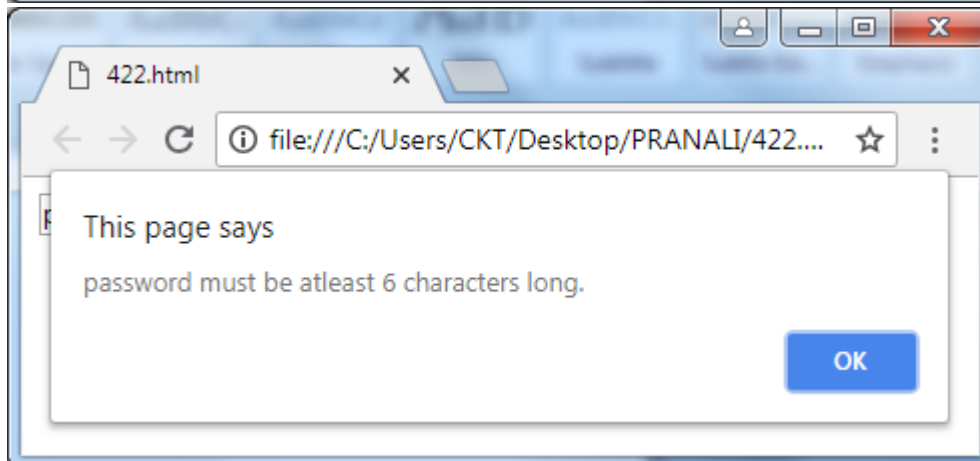 422.html
file:///C:/Users/CKT/Desktop/PRANALI/422....
p
This page says
password must be atleast 6 characters long.
OK